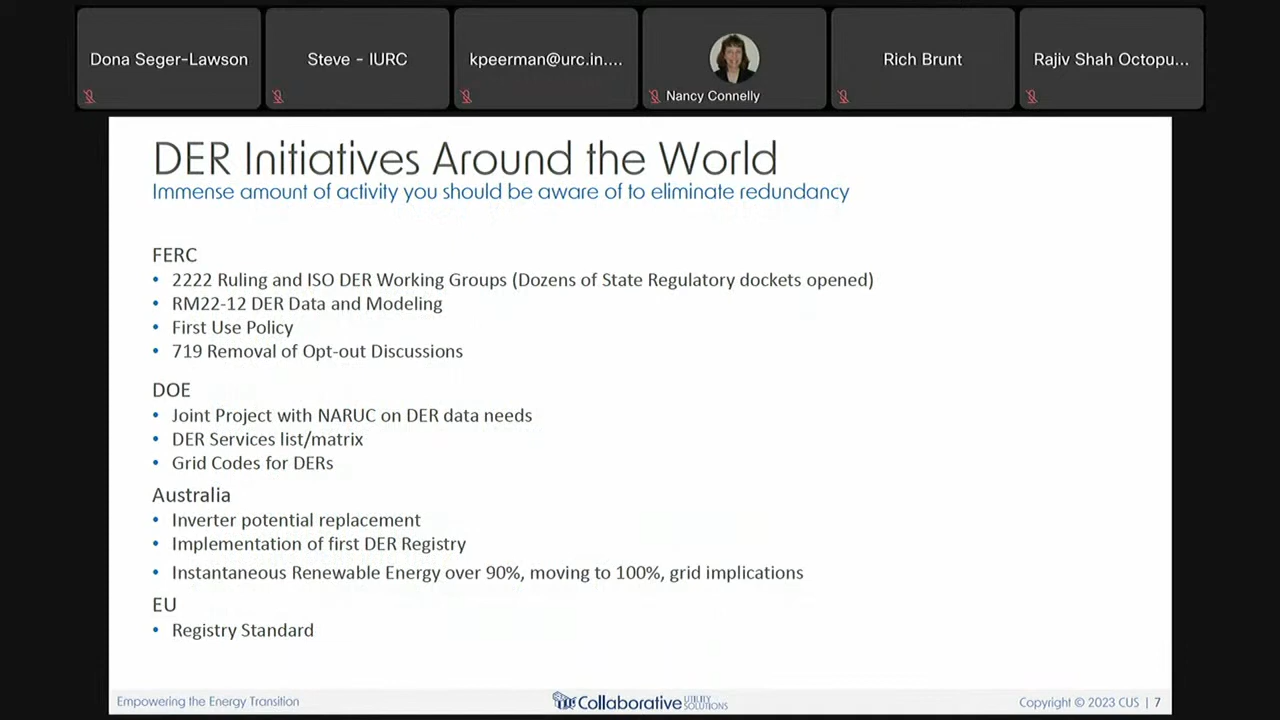 Dona Seger-Lawson
Steve - IURC
kpeerman@urc.in....
Nancy Connelly
Rich Brunt
Rajiv Shah Octopu...
DER Initiatives Around the World
Immense amount of activity you should be aware of to eliminate redundancy
FERC
• 2222 Ruling and ISO DER Working Groups (Dozens of State Regulatory dockets opened)
• RM22-12 DER Data and Modeling
• First Use Policy
• 719 Removal of Opt-out Discussions
DOE
• Joint Project with NARUC on DER data needs
• DER Services list/matrix
• Grid Codes for DERs
Australia
• Inverter potential replacement
• Implementation of first DER Registry
• Instantaneous Renewable Energy over 90%, moving to 100%, grid implications
EU
• Registry Standard
Empowering the Energy Transition
Collaborative UTILITY SOLUTIONS
Copyright © 2023 CUS | 7